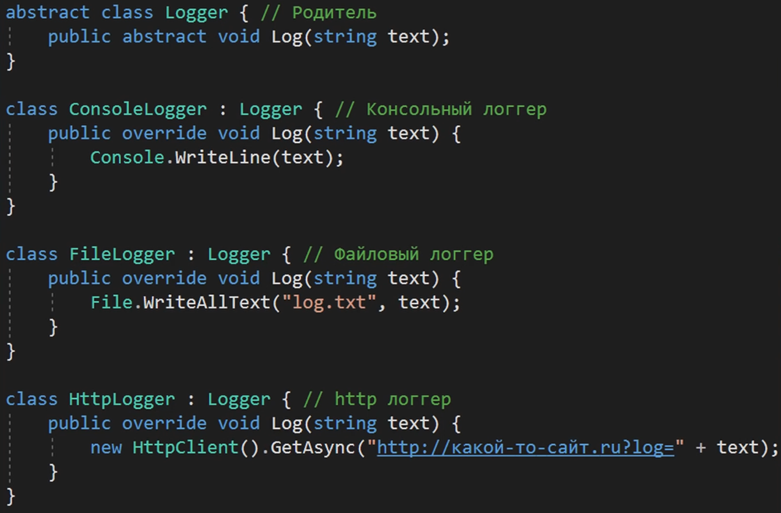 abstract class Logger { // Родитель
    public abstract void Log(string text);
}

class ConsoleLogger : Logger { // Консольный логгер
    public override void Log(string text) {
        Console.WriteLine(text);
    }
}

class FileLogger : Logger { // Файловый логгер
    public override void Log(string text) {
        File.WriteAllText("log.txt", text);
    }
}

class HttpLogger : Logger { // http логгер
    public override void Log(string text) {
        new HttpClient().GetAsync("http://какой-то-сайт.ru?log=" + text);
    }
}